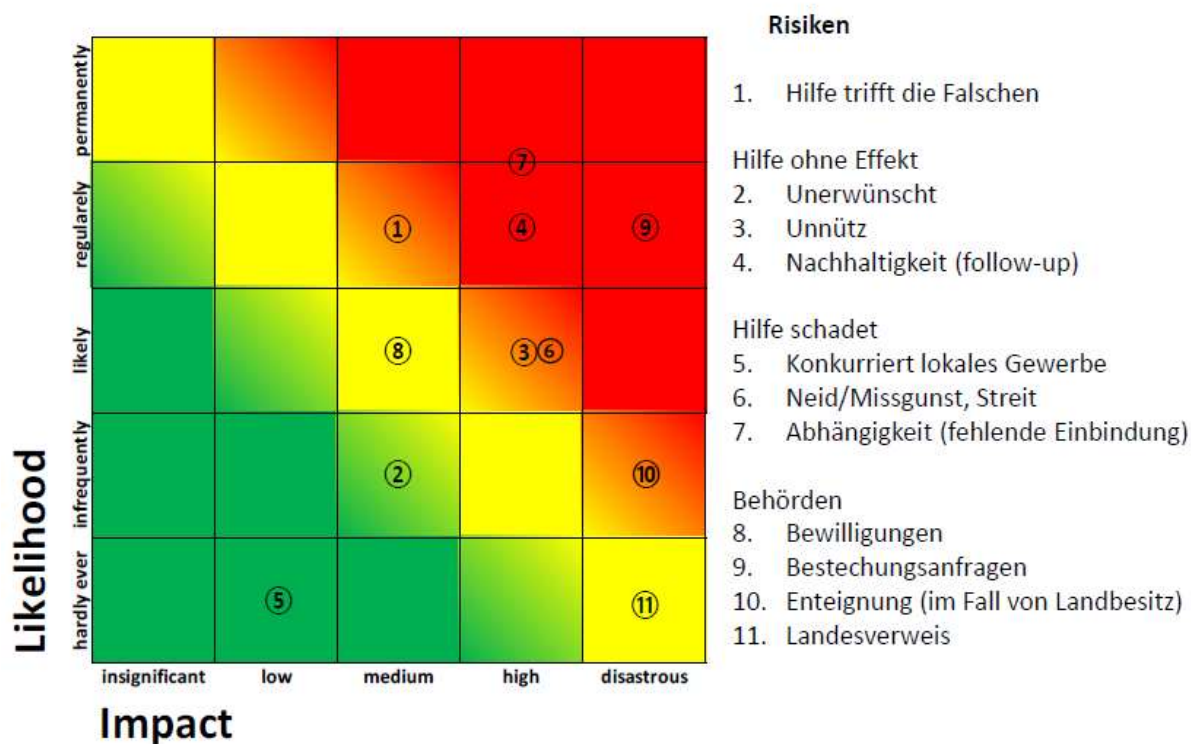 Likelihood
permanently
regularely
likely
infrequently
hardly ever
7
1
4
9
8
3 6
2
10
5
11
insignificant low medium high disastrous
Impact
Risiken
1. Hilfe trifft die Falschen
Hilfe ohne Effekt
2. Unerwünscht
3. Unnütz
4. Nachhaltigkeit (follow-up)
Hilfe schadet
5. Konkurriert lokales Gewerbe
6. Neid/Missgunst, Streit
7. Abhängigkeit (fehlende Einbindung)
Behörden
8. Bewilligungen
9. Bestechungsanfragen
10. Enteignung (im Fall von Landbesitz)
11. Landesverweis